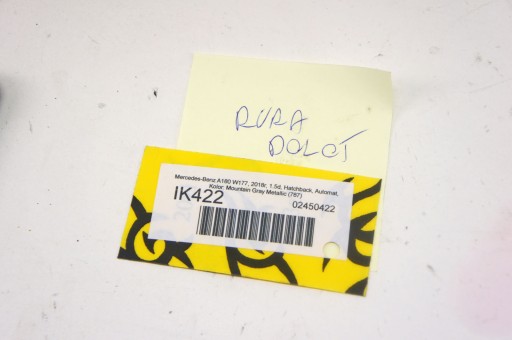 RURA
DOLOT
Mercedes-Benz A180 W177, 2018r, 1.5d, Hatchback, Automat,
Kolor: Mountain Gray Metallic (787)
IK422
02450422